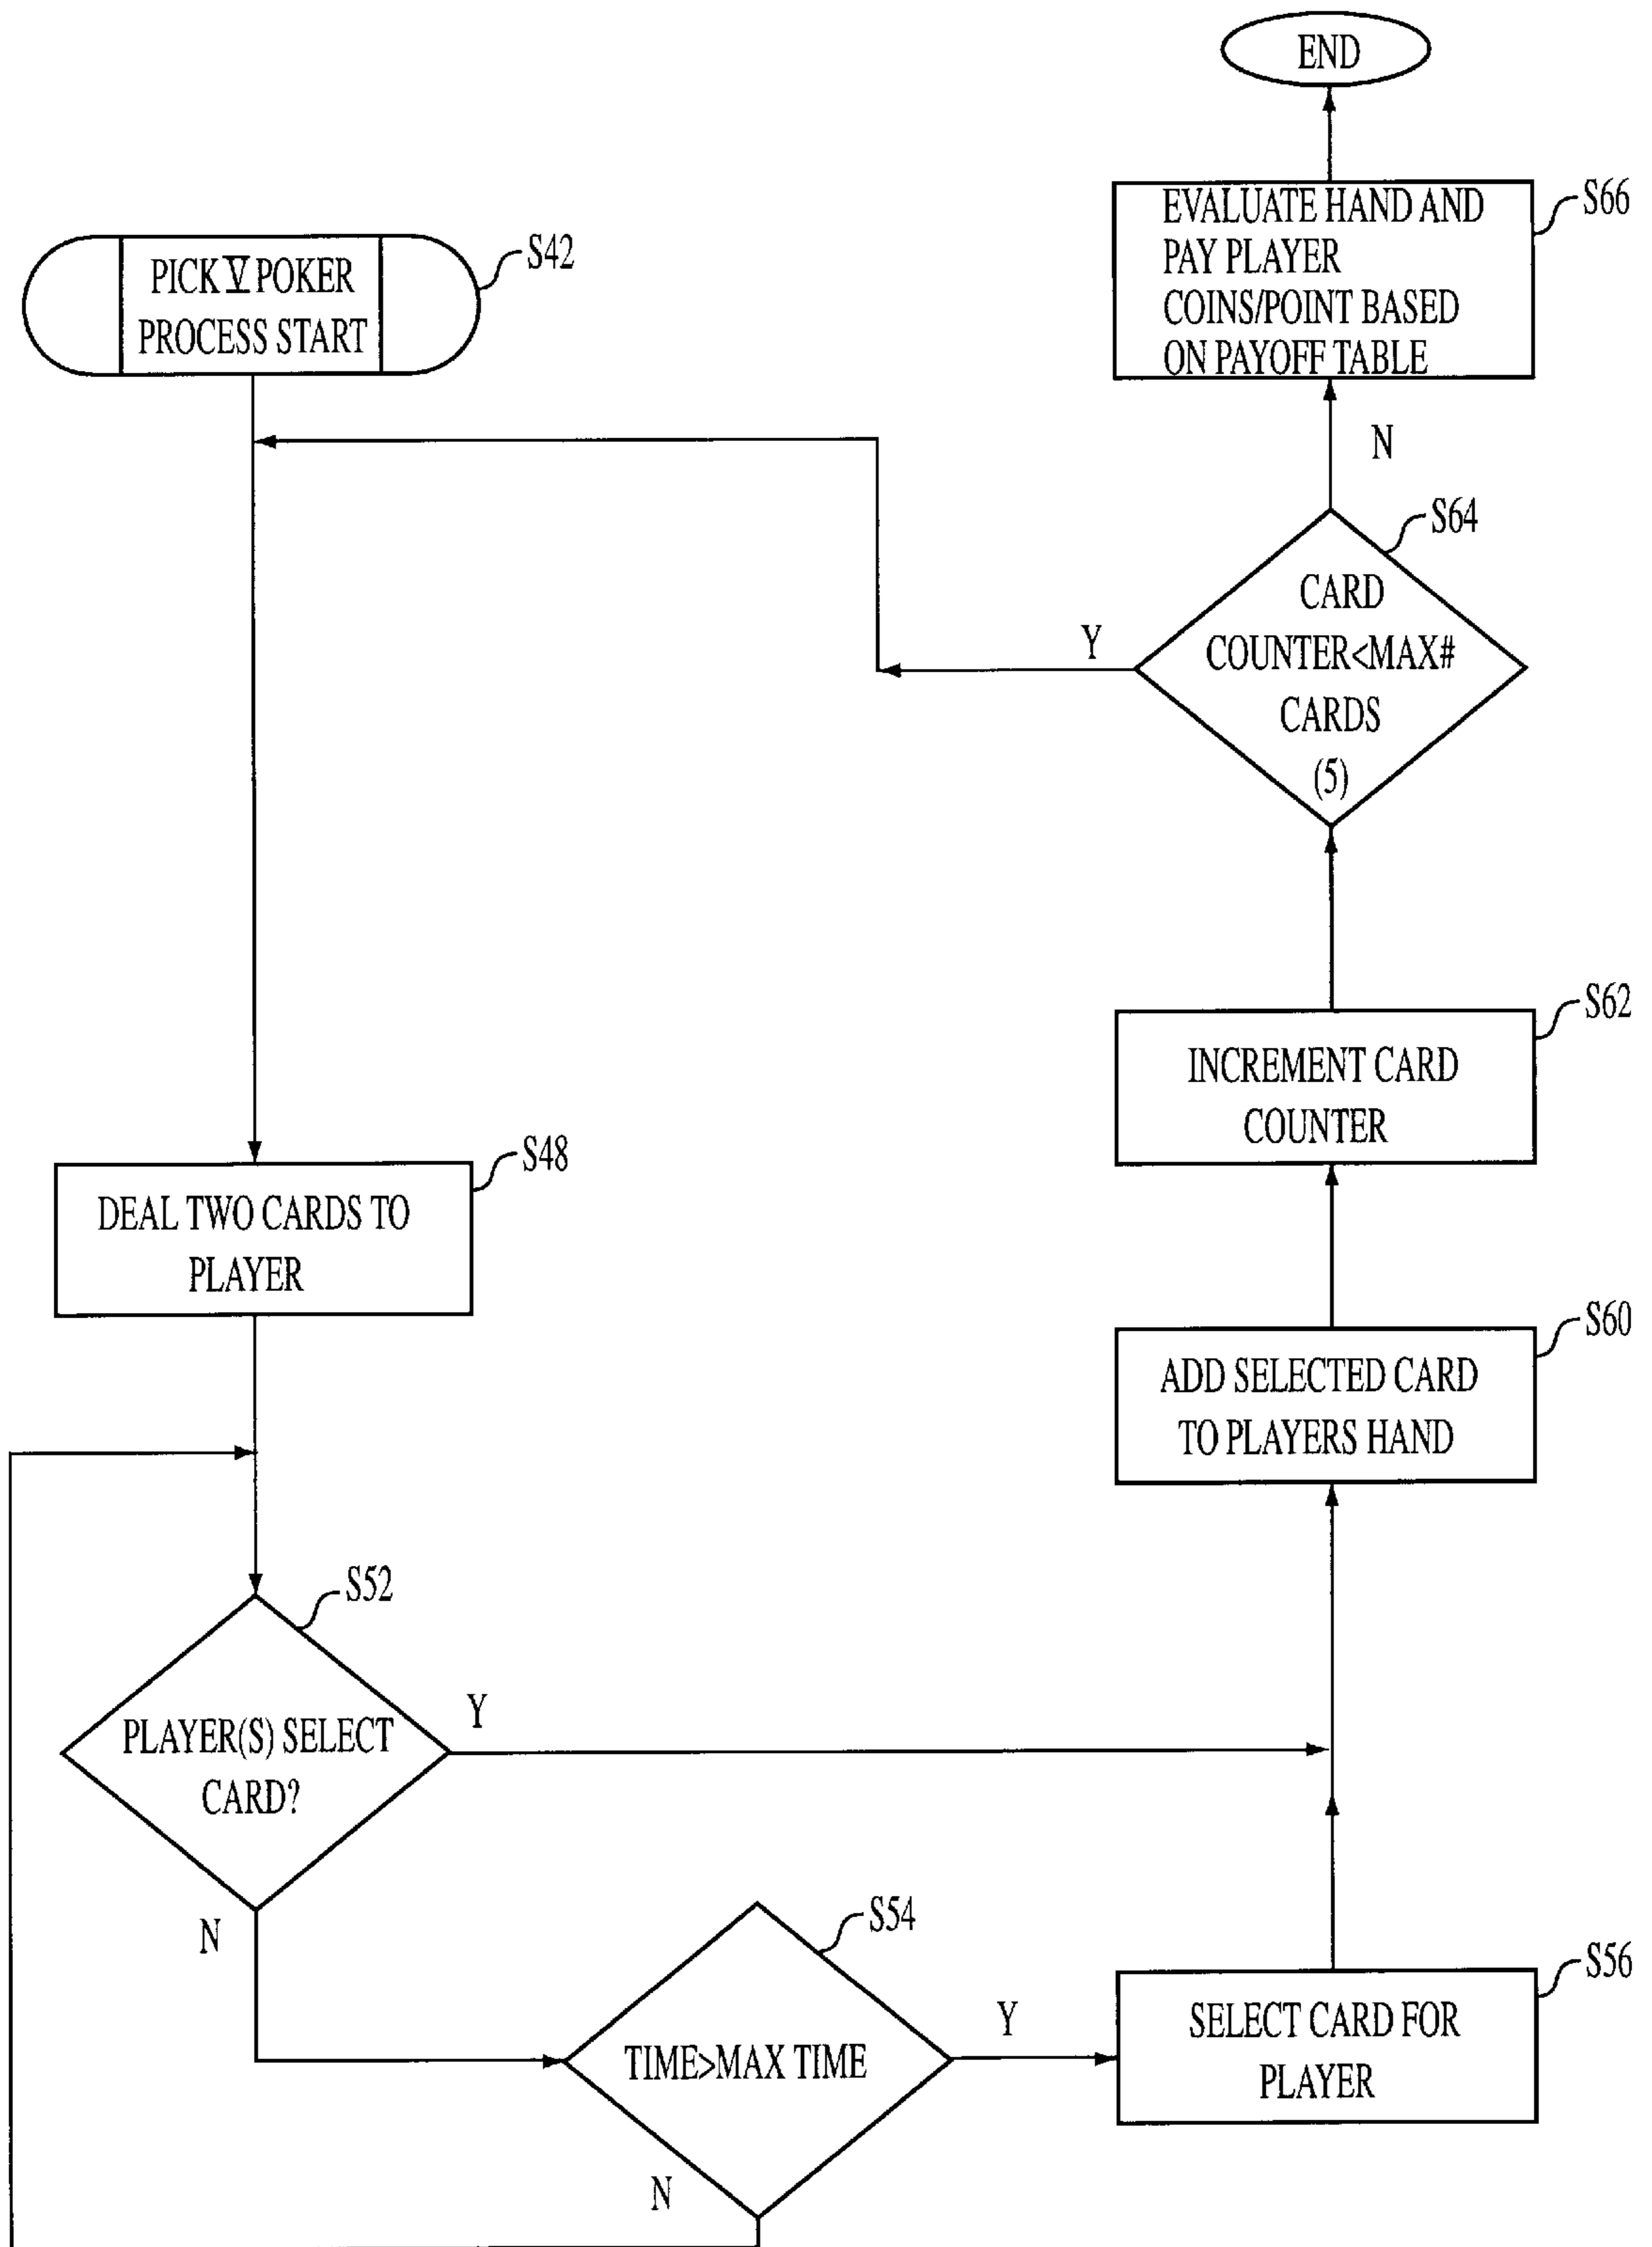 END
EVALUATE HAND AND
PAY PLAYER
COINS/POINT BASED
ON PAYOFF TABLE
S66
PICK V POKER
PROCESS START
S42
N
S64
CARD
COUNTER<MAX#
CARDS
(5)
Y
S62
INCREMENT CARD
COUNTER
S48
DEAL TWO CARDS TO
PLAYER
S60
ADD SELECTED CARD
TO PLAYERS HAND
S52
PLAYER(S) SELECT
CARD?
Y
N
S54
TIME>MAX TIME
Y
N
S56
SELECT CARD FOR
PLAYER